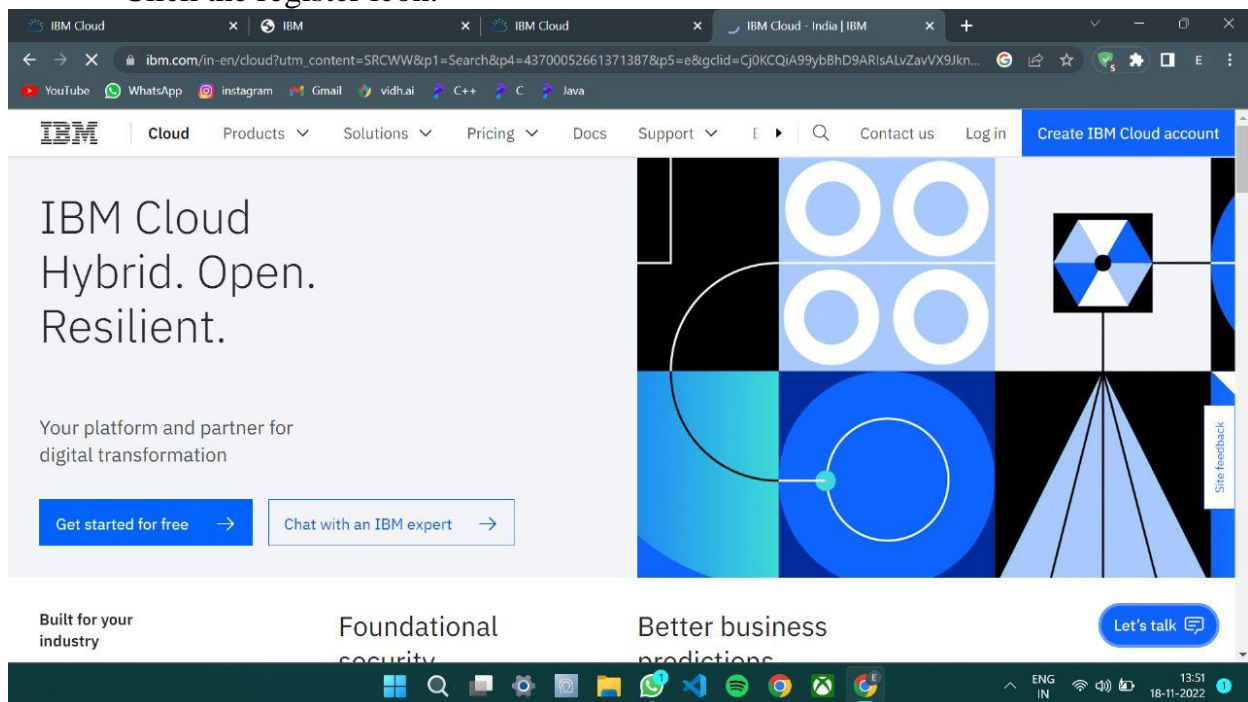 IBM Cloud IBM IBM Cloud IBM Cloud - India | IBM
ibm.com/in-en/cloud?utm_content=SRCWW&p1=Search&p4=43700052661371387&p5=e&gclid=Cj0KCQiA99ybBhD9ARIsALvZavVX9Jkn...
E
YouTube WhatsApp instagram Gmail vidh.ai C++ C Java
IBM Cloud Products Solutions Pricing Docs Support Contact us Log in Create IBM Cloud account
IBM Cloud
Hybrid. Open.
Resilient.
Your platform and partner for
digital transformation
Get started for free → Chat with an IBM expert →
Site feedback
Built for your
industry
Foundational
security
Better business
predictions
Let's talk
ENG
IN
13:51
18-11-2022
1